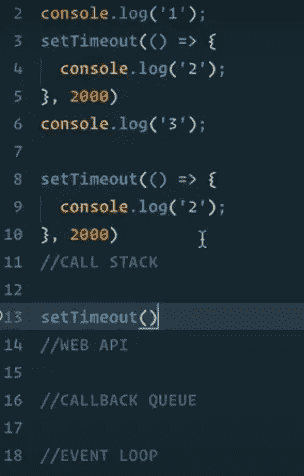 2 console.log('1');
3 setTimeout(() => {
4   console.log('2');
5 }, 2000)
6 console.log('3');
7
8 setTimeout(() => {
9   console.log('2');
10 }, 2000)
11 //CALL STACK
12
13 setTimeout()
14 //WEB API
15
16 //CALLBACK QUEUE
17
18 //EVENT LOOP